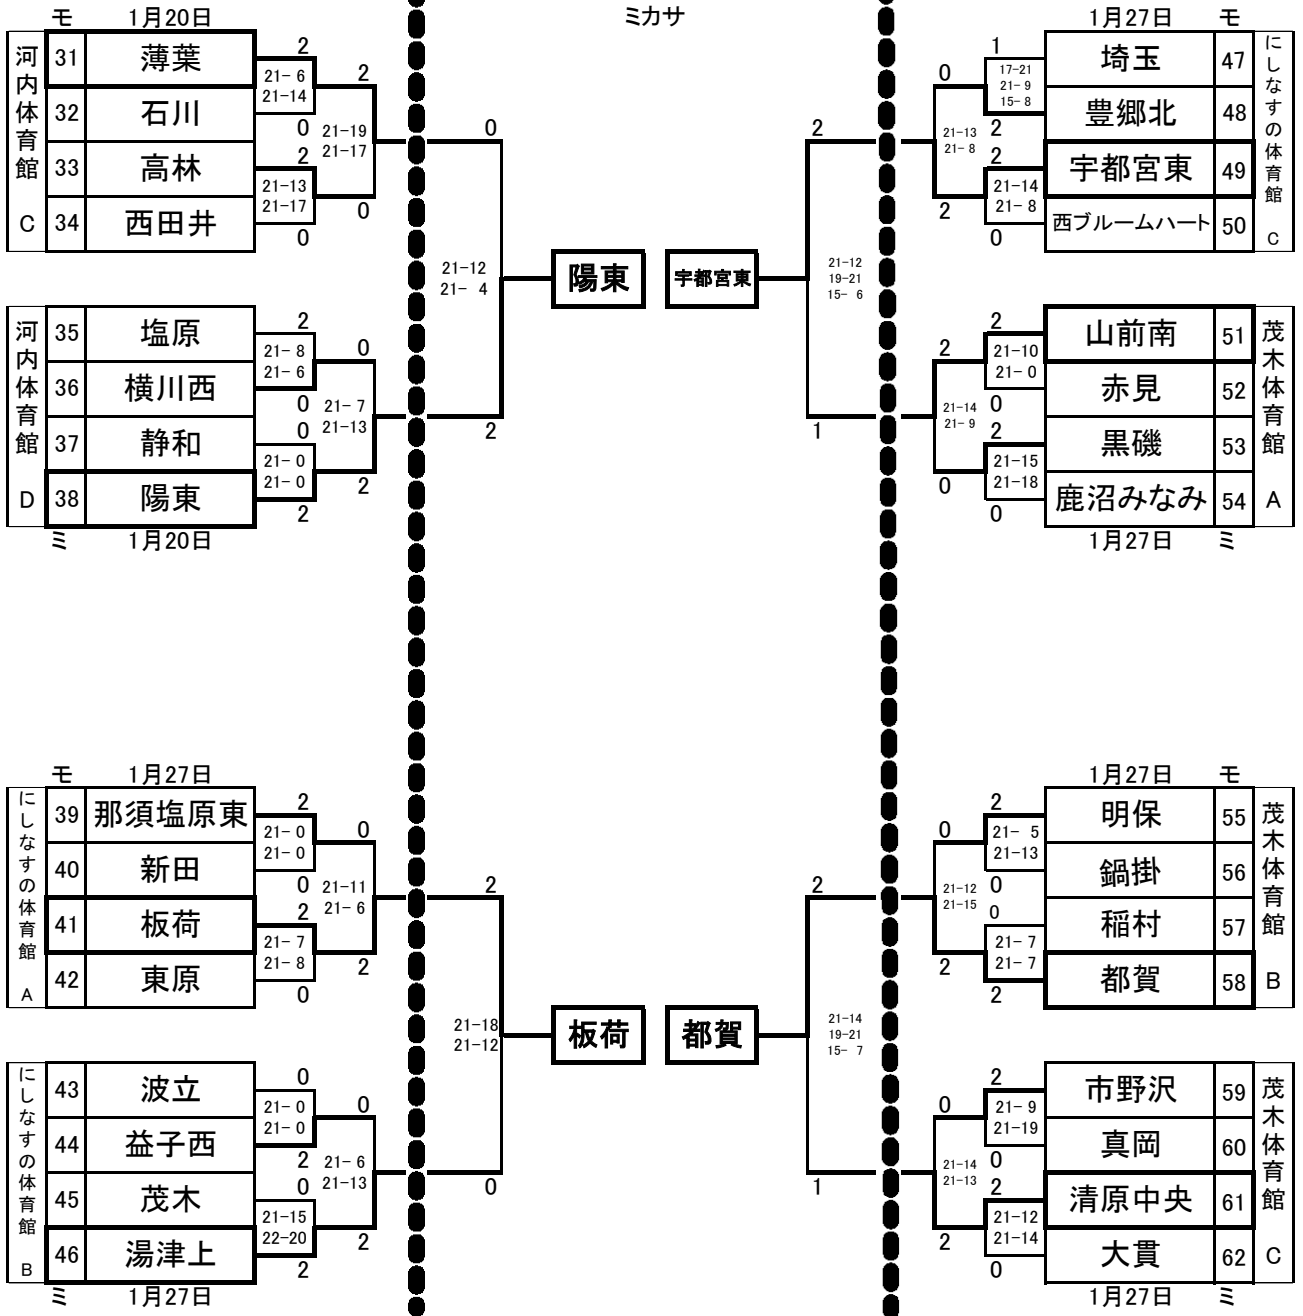 ミカサ
モ 1月20日
河内体育館 C
31 薄葉
32 石川
33 高林
34 西田井
2
21- 6
21-14
0
2
21-13
21-17
0
2
21-19
21-17
0
0
河内体育館 D
35 塩原
36 横川西
37 静和
38 陽東
ミ 1月20日
2
21- 8
21- 6
0
0
21- 0
21- 0
2
0
21- 7
21-13
2
2
21-12
21- 4
陽東
モ 1月27日
にしなすの体育館 A
39 那須塩原東
40 新田
41 板荷
42 東原
2
21- 0
21- 0
0
2
21- 7
21- 8
0
0
21-11
21- 6
2
2
にしなすの体育館 B
43 波立
44 益子西
45 茂木
46 湯津上
ミ 1月27日
0
21- 0
21- 0
2
0
21-15
22-20
2
0
21- 6
21-13
2
0
21-18
21-12
板荷
1月27日 モ
埼玉 47
豊郷北 48
宇都宮東 49
西ブルームハート 50
にしなすの体育館 C
1
17-21
21- 9
15- 8
2
2
21-14
21- 8
0
0
21-13
21- 8
2
2
山前南 51
赤見 52
黒磯 53
鹿沼みなみ 54
茂木体育館 A
1月27日 ミ
2
21-10
21- 0
0
2
21-15
21-18
0
2
21-14
21- 9
0
1
21-12
19-21
15- 6
宇都宮東
1月27日 モ
明保 55
鍋掛 56
稲村 57
都賀 58
茂木体育館 B
2
21- 5
21-13
0
0
21- 7
21- 7
2
0
21-12
21-15
2
2
市野沢 59
真岡 60
清原中央 61
大貫 62
茂木体育館 C
1月27日 ミ
2
21- 9
21-19
0
2
21-12
21-14
0
0
21-14
21-13
2
1
21-14
19-21
15- 7
都賀